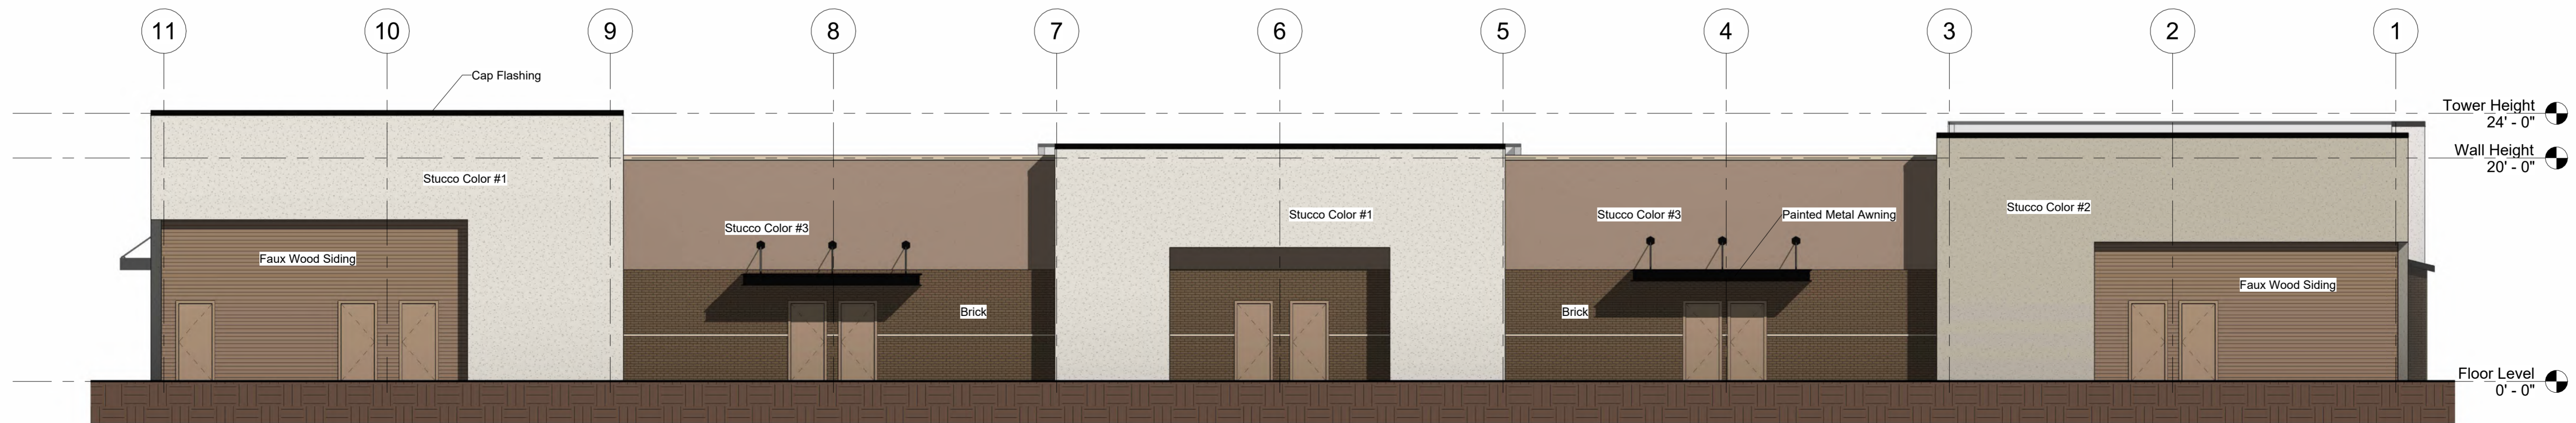 11
10
9
8
7
6
5
4
3
2
1
Cap Flashing
Tower Height
24' - 0"
Wall Height
20' - 0"
Stucco Color #1
Stucco Color #3
Stucco Color #1
Stucco Color #3
Painted Metal Awning
Stucco Color #2
Faux Wood Siding
Brick
Brick
Faux Wood Siding
Floor Level
0' - 0"